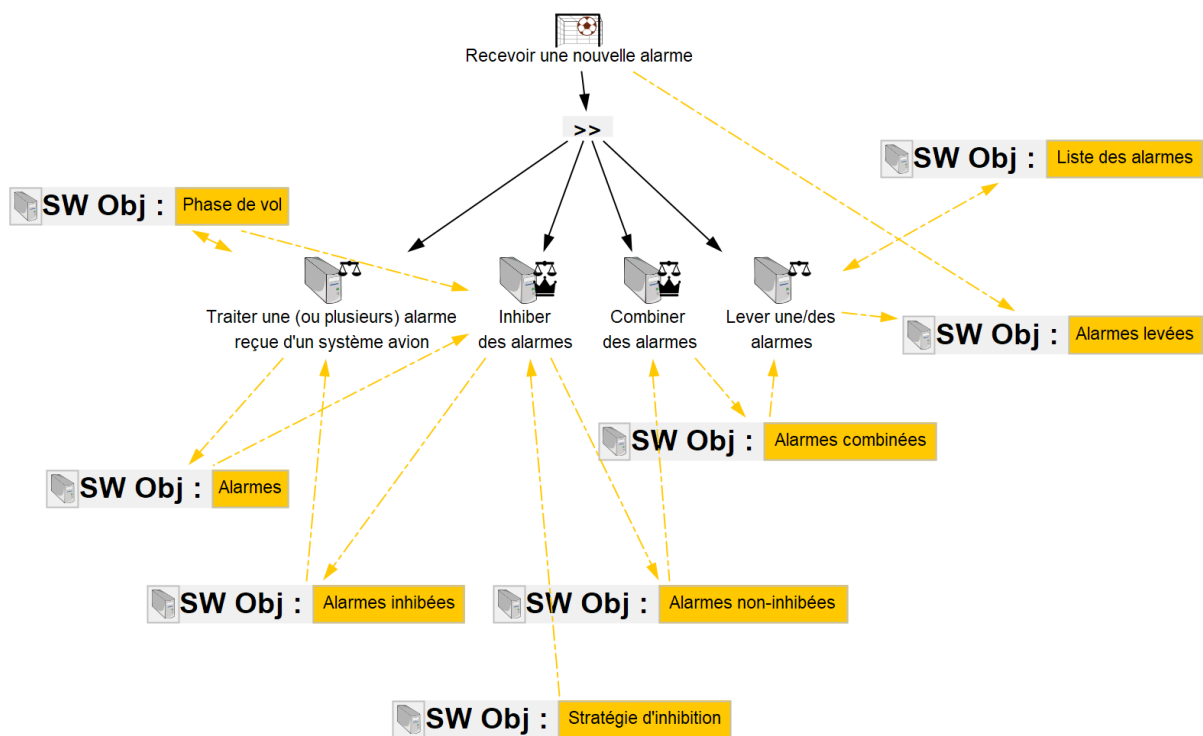 Recevoir une nouvelle alarme
>>
SW Obj : Liste des alarmes
SW Obj : Phase de vol
Traiter une (ou plusieurs) alarme
reçue d'un système avion
Inhiber
des alarmes
Combiner
des alarmes
Lever une/des
alarmes
SW Obj : Alarmes levées
SW Obj : Alarmes combinées
SW Obj : Alarmes
SW Obj : Alarmes inhibées
SW Obj : Alarmes non-inhibées
SW Obj : Stratégie d'inhibition